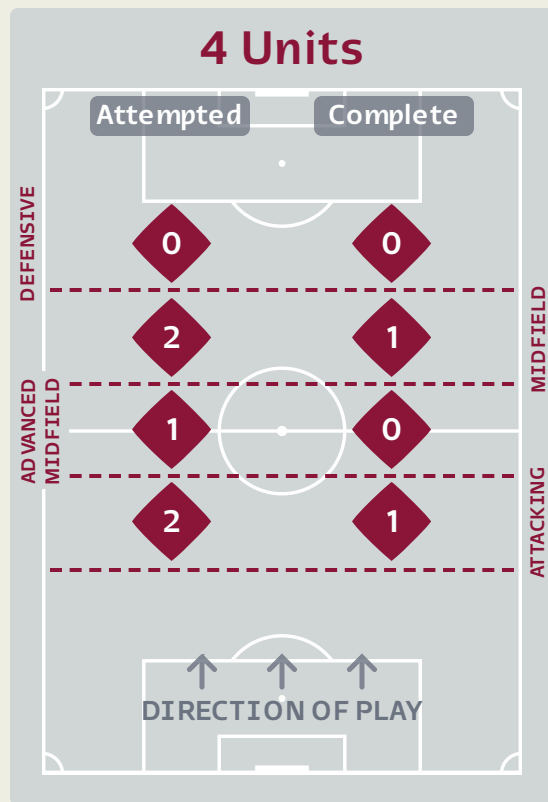 4 Units
Attempted
Complete
DEFENSIVE
0
0
2
1
MIDFIELD
ADVANCED
MIDFIELD
1
0
2
1
ATTACKING
DIRECTION OF PLAY